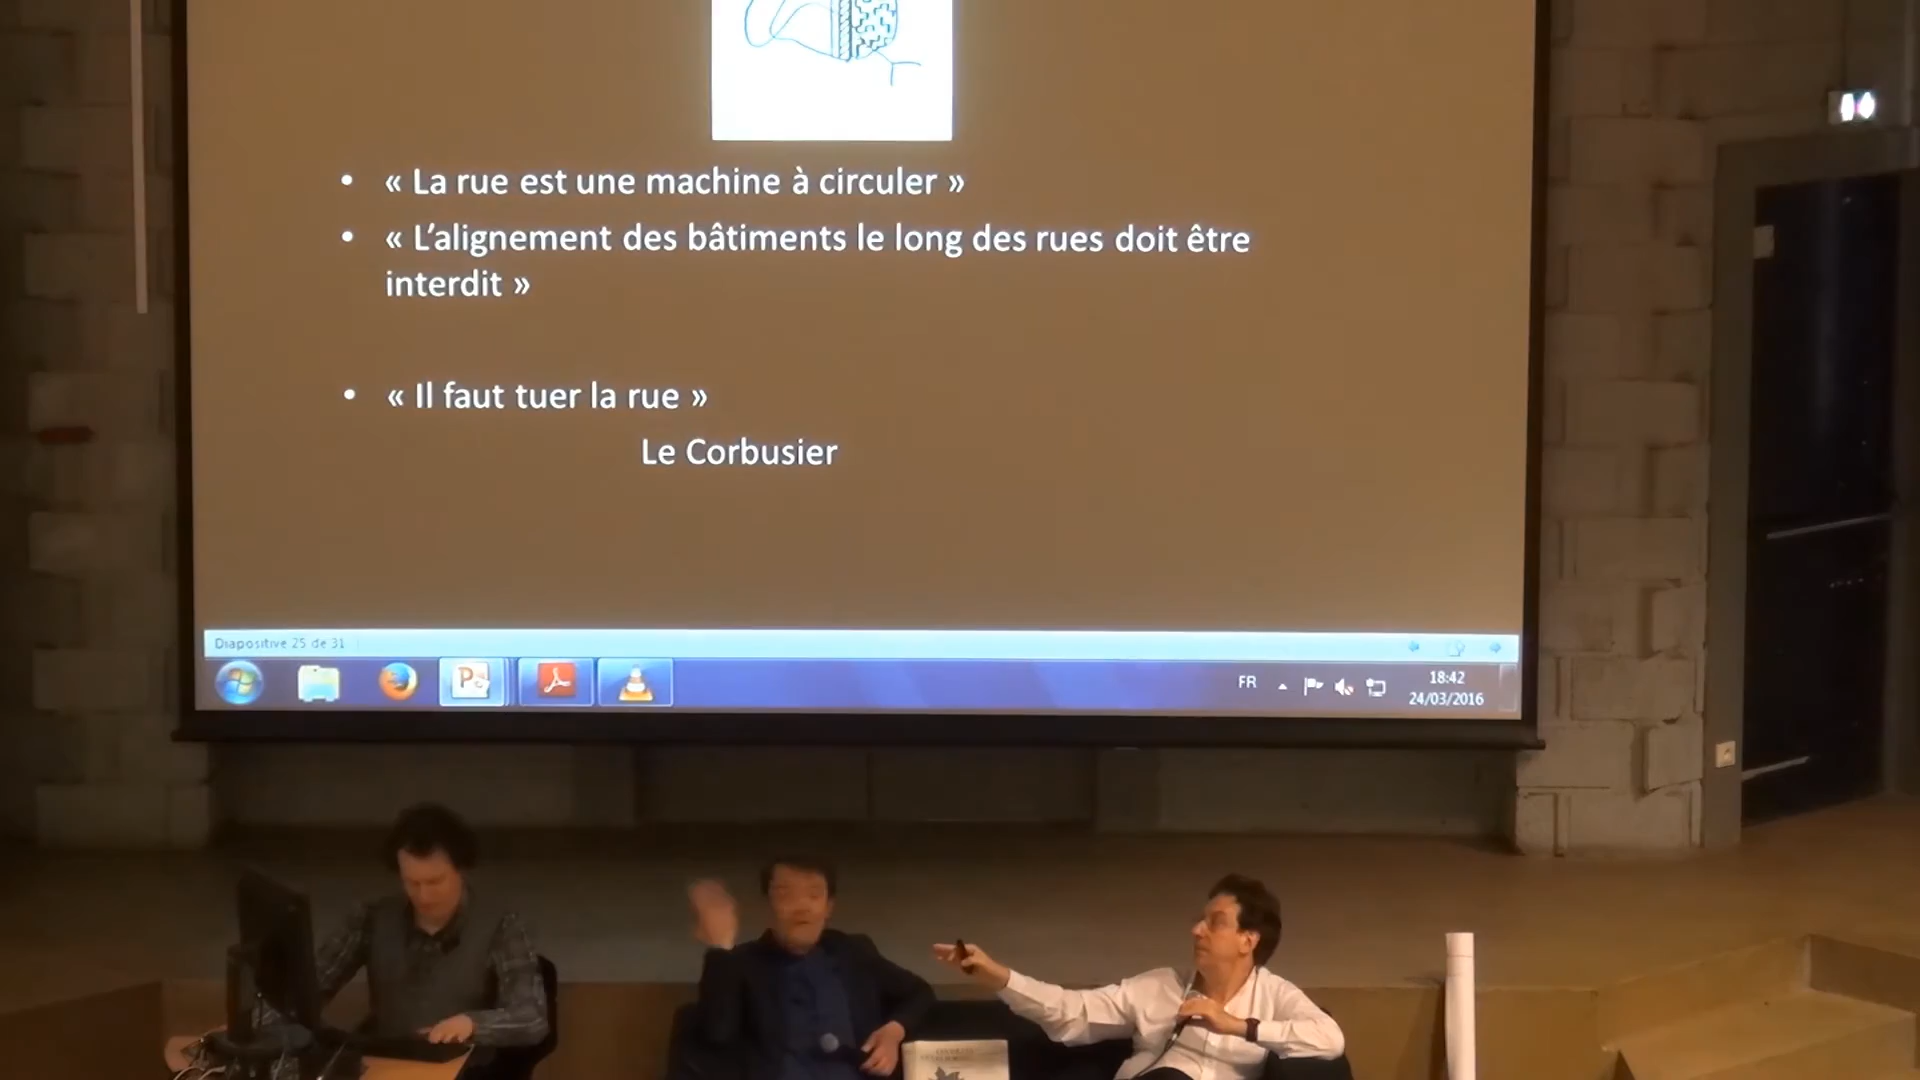 • « La rue est une machine à circuler »
• « L’alignement des bâtiments le long des rues doit être
interdit »
• « Il faut tuer la rue »
Le Corbusier
Diapositive 25 de 31
FR
18:42
24/03/2016